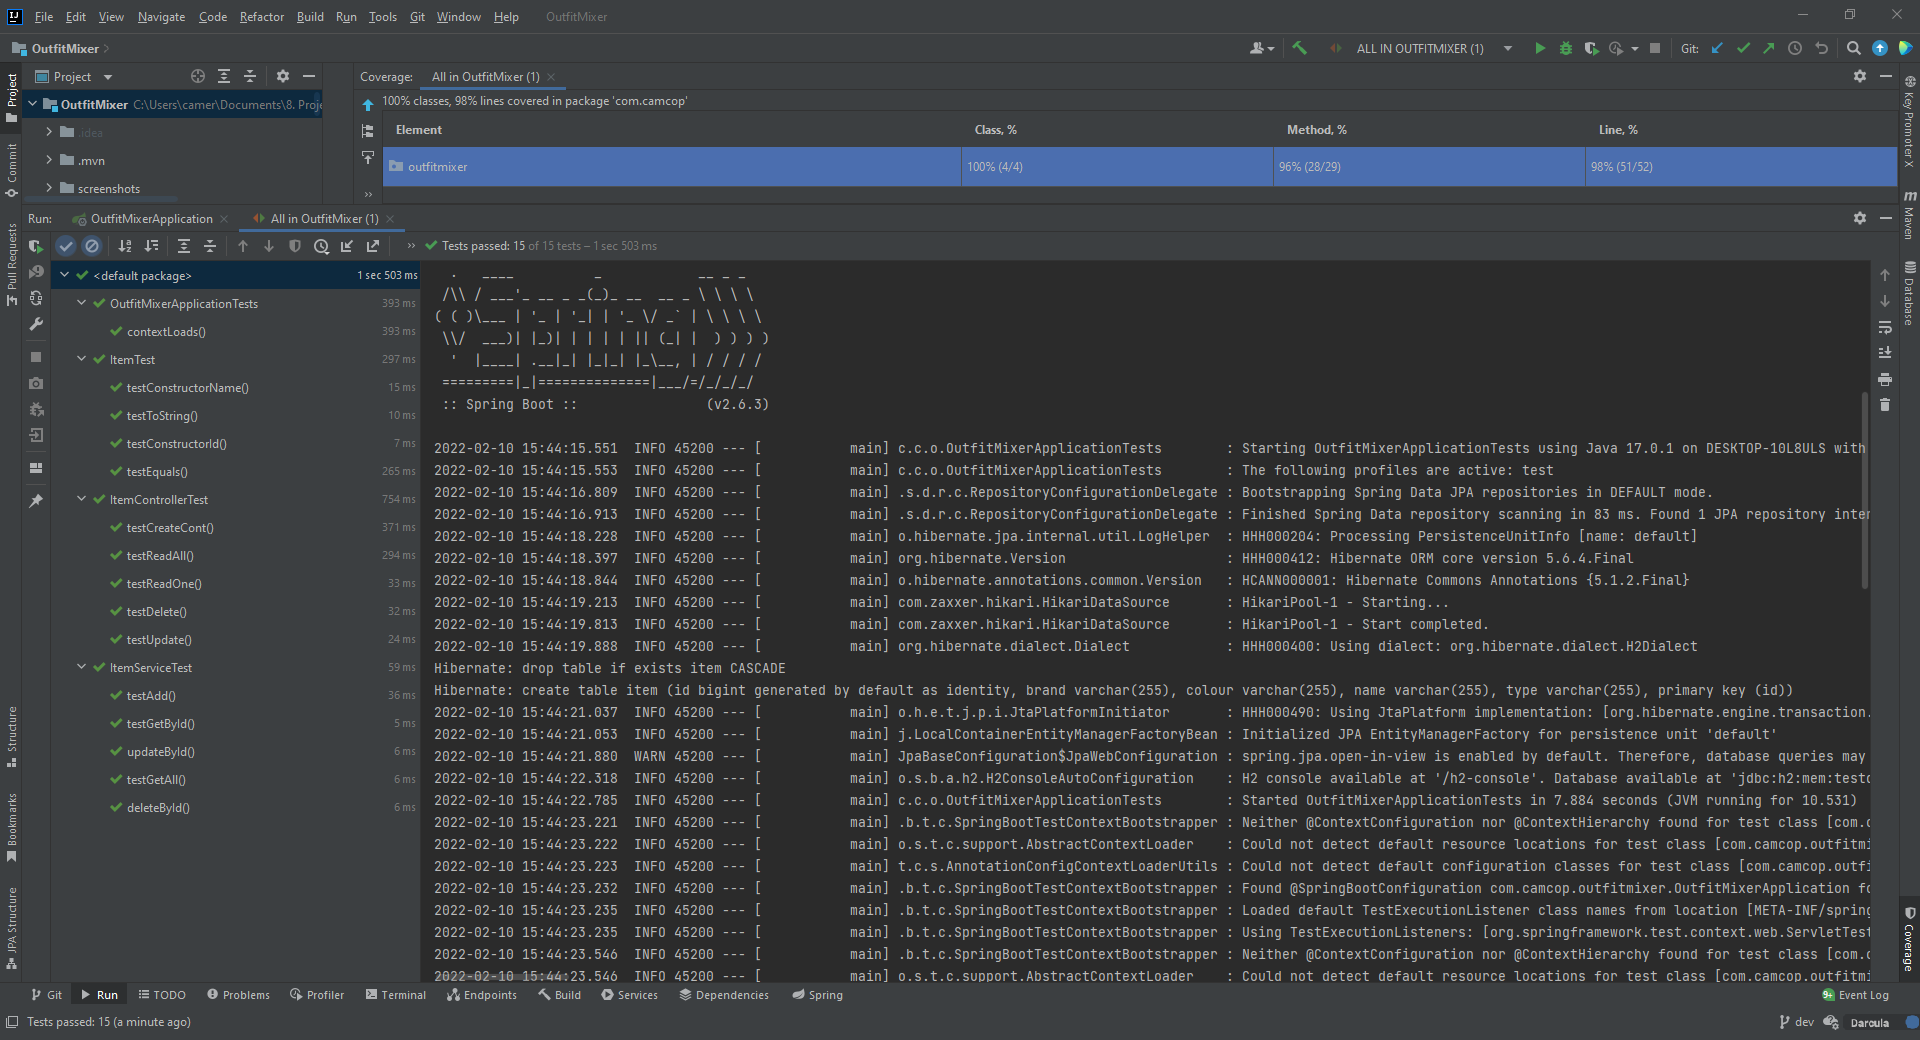 File Edit View Navigate Code Refactor Build Run Tools Git Window Help OutfitMixer
OutfitMixer
ALL IN OUTFITMIXER (1) Git:
Project
Coverage: All in OutfitMixer (1)
OutfitMixer C:\Users\camer\Documents\8. Proje
.idea
.mvn
screenshots
100% classes, 98% lines covered in package 'com.camcop'
Element Class, % Method, % Line, %
outfitmixer 100% (4/4) 96% (28/29) 98% (51/52)
Run: OutfitMixerApplication All in OutfitMixer (1)
Tests passed: 15 of 15 tests – 1 sec 503 ms
<default package> 1 sec 503 ms
OutfitMixerApplicationTests 393 ms
contextLoads() 393 ms
ItemTest 297 ms
testConstructorName() 15 ms
testToString() 10 ms
testConstructorId() 7 ms
testEquals() 265 ms
ItemControllerTest 754 ms
testCreateCont() 371 ms
testReadAll() 294 ms
testReadOne() 33 ms
testDelete() 32 ms
testUpdate() 24 ms
ItemServiceTest 59 ms
testAdd() 36 ms
testGetById() 5 ms
updateById() 6 ms
testGetAll() 6 ms
deleteById() 6 ms
  .   ____          _            __ _ _
 /\\ / ___'_ __ _ _(_)_ __  __ _ \ \ \ \
( ( )\___ | '_ | '_| | '_ \/ _` | \ \ \ \
 \\/  ___)| |_)| | | | | || (_| |  ) ) ) )
  '  |____| .__|_| |_|_| |_\__, | / / / /
 =========|_|==============|___/=/_/_/_/
 :: Spring Boot ::                (v2.6.3)
2022-02-10 15:44:15.551  INFO 45200 --- [           main] c.c.o.OutfitMixerApplicationTests        : Starting OutfitMixerApplicationTests using Java 17.0.1 on DESKTOP-10L8ULS with
2022-02-10 15:44:15.553  INFO 45200 --- [           main] c.c.o.OutfitMixerApplicationTests        : The following profiles are active: test
2022-02-10 15:44:16.809  INFO 45200 --- [           main] .s.d.r.c.RepositoryConfigurationDelegate : Bootstrapping Spring Data JPA repositories in DEFAULT mode.
2022-02-10 15:44:16.913  INFO 45200 --- [           main] .s.d.r.c.RepositoryConfigurationDelegate : Finished Spring Data repository scanning in 83 ms. Found 1 JPA repository inter
2022-02-10 15:44:18.228  INFO 45200 --- [           main] o.hibernate.jpa.internal.util.LogHelper  : HHH000204: Processing PersistenceUnitInfo [name: default]
2022-02-10 15:44:18.397  INFO 45200 --- [           main] org.hibernate.Version                    : HHH000412: Hibernate ORM core version 5.6.4.Final
2022-02-10 15:44:18.844  INFO 45200 --- [           main] o.hibernate.annotations.common.Version   : HCANN000001: Hibernate Commons Annotations {5.1.2.Final}
2022-02-10 15:44:19.213  INFO 45200 --- [           main] com.zaxxer.hikari.HikariDataSource       : HikariPool-1 - Starting...
2022-02-10 15:44:19.813  INFO 45200 --- [           main] com.zaxxer.hikari.HikariDataSource       : HikariPool-1 - Start completed.
2022-02-10 15:44:19.888  INFO 45200 --- [           main] org.hibernate.dialect.Dialect            : HHH000400: Using dialect: org.hibernate.dialect.H2Dialect
Hibernate: drop table if exists item CASCADE
Hibernate: create table item (id bigint generated by default as identity, brand varchar(255), colour varchar(255), name varchar(255), type varchar(255), primary key (id))
2022-02-10 15:44:21.037  INFO 45200 --- [           main] o.h.e.t.j.p.i.JtaPlatformInitiator       : HHH000490: Using JtaPlatform implementation: [org.hibernate.engine.transaction.
2022-02-10 15:44:21.053  INFO 45200 --- [           main] j.LocalContainerEntityManagerFactoryBean : Initialized JPA EntityManagerFactory for persistence unit 'default'
2022-02-10 15:44:21.880  WARN 45200 --- [           main] JpaBaseConfiguration$JpaWebConfiguration : spring.jpa.open-in-view is enabled by default. Therefore, database queries may
2022-02-10 15:44:22.318  INFO 45200 --- [           main] o.s.b.a.h2.H2ConsoleAutoConfiguration    : H2 console available at '/h2-console'. Database available at 'jdbc:h2:mem:testd
2022-02-10 15:44:22.785  INFO 45200 --- [           main] c.c.o.OutfitMixerApplicationTests        : Started OutfitMixerApplicationTests in 7.884 seconds (JVM running for 10.531)
2022-02-10 15:44:23.221  INFO 45200 --- [           main] .b.t.c.SpringBootTestContextBootstrapper : Neither @ContextConfiguration nor @ContextHierarchy found for test class [com.c
2022-02-10 15:44:23.222  INFO 45200 --- [           main] o.s.t.c.support.AbstractContextLoader    : Could not detect default resource locations for test class [com.camcop.outfitmi
2022-02-10 15:44:23.223  INFO 45200 --- [           main] t.c.s.AnnotationConfigContextLoaderUtils : Could not detect default configuration classes for test class [com.camcop.outfi
2022-02-10 15:44:23.232  INFO 45200 --- [           main] .b.t.c.SpringBootTestContextBootstrapper : Found @SpringBootConfiguration com.camcop.outfitmixer.OutfitMixerApplication fo
2022-02-10 15:44:23.235  INFO 45200 --- [           main] .b.t.c.SpringBootTestContextBootstrapper : Loaded default TestExecutionListener class names from location [META-INF/spring
2022-02-10 15:44:23.235  INFO 45200 --- [           main] .b.t.c.SpringBootTestContextBootstrapper : Using TestExecutionListeners: [org.springframework.test.context.web.ServletTest
2022-02-10 15:44:23.546  INFO 45200 --- [           main] .b.t.c.SpringBootTestContextBootstrapper : Neither @ContextConfiguration nor @ContextHierarchy found for test class [com.c
2022-02-10 15:44:23.546  INFO 45200 --- [           main] o.s.t.c.support.AbstractContextLoader    : Could not detect default resource locations for test class [com.camcop.outfitmi
Project
Commit
Pull Requests
Structure
Bookmarks
JPA Structure
Key Promoter X
Maven
Database
Coverage
Git Run TODO Problems Profiler Terminal Endpoints Build Services Dependencies Spring 9+ Event Log
Tests passed: 15 (a minute ago) dev Darcula